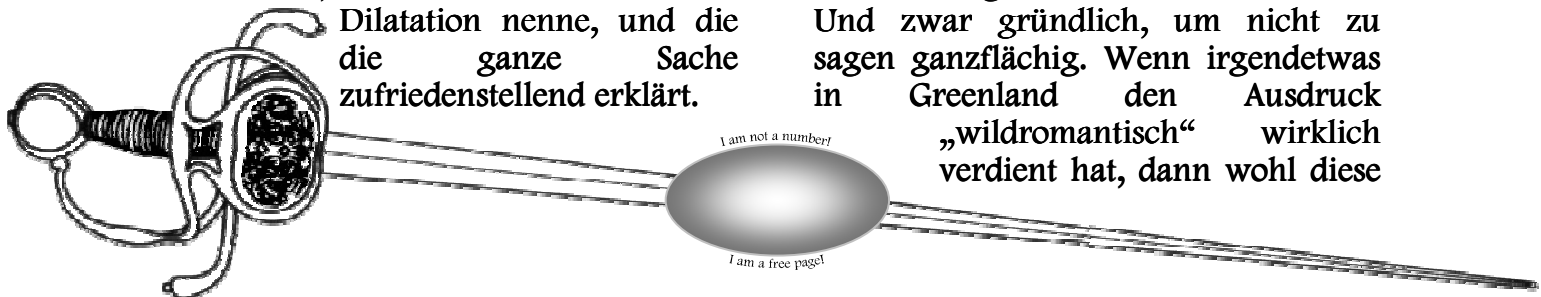 Dilatation nenne, und die
die ganze Sache
zufriedenstellend erklärt.
Und zwar gründlich, um nicht zu
sagen ganzflächig. Wenn irgendetwas
in Greenland den Ausdruck
„wildromantisch“ wirklich
verdient hat, dann wohl diese
I am not a number!
I am a free page!